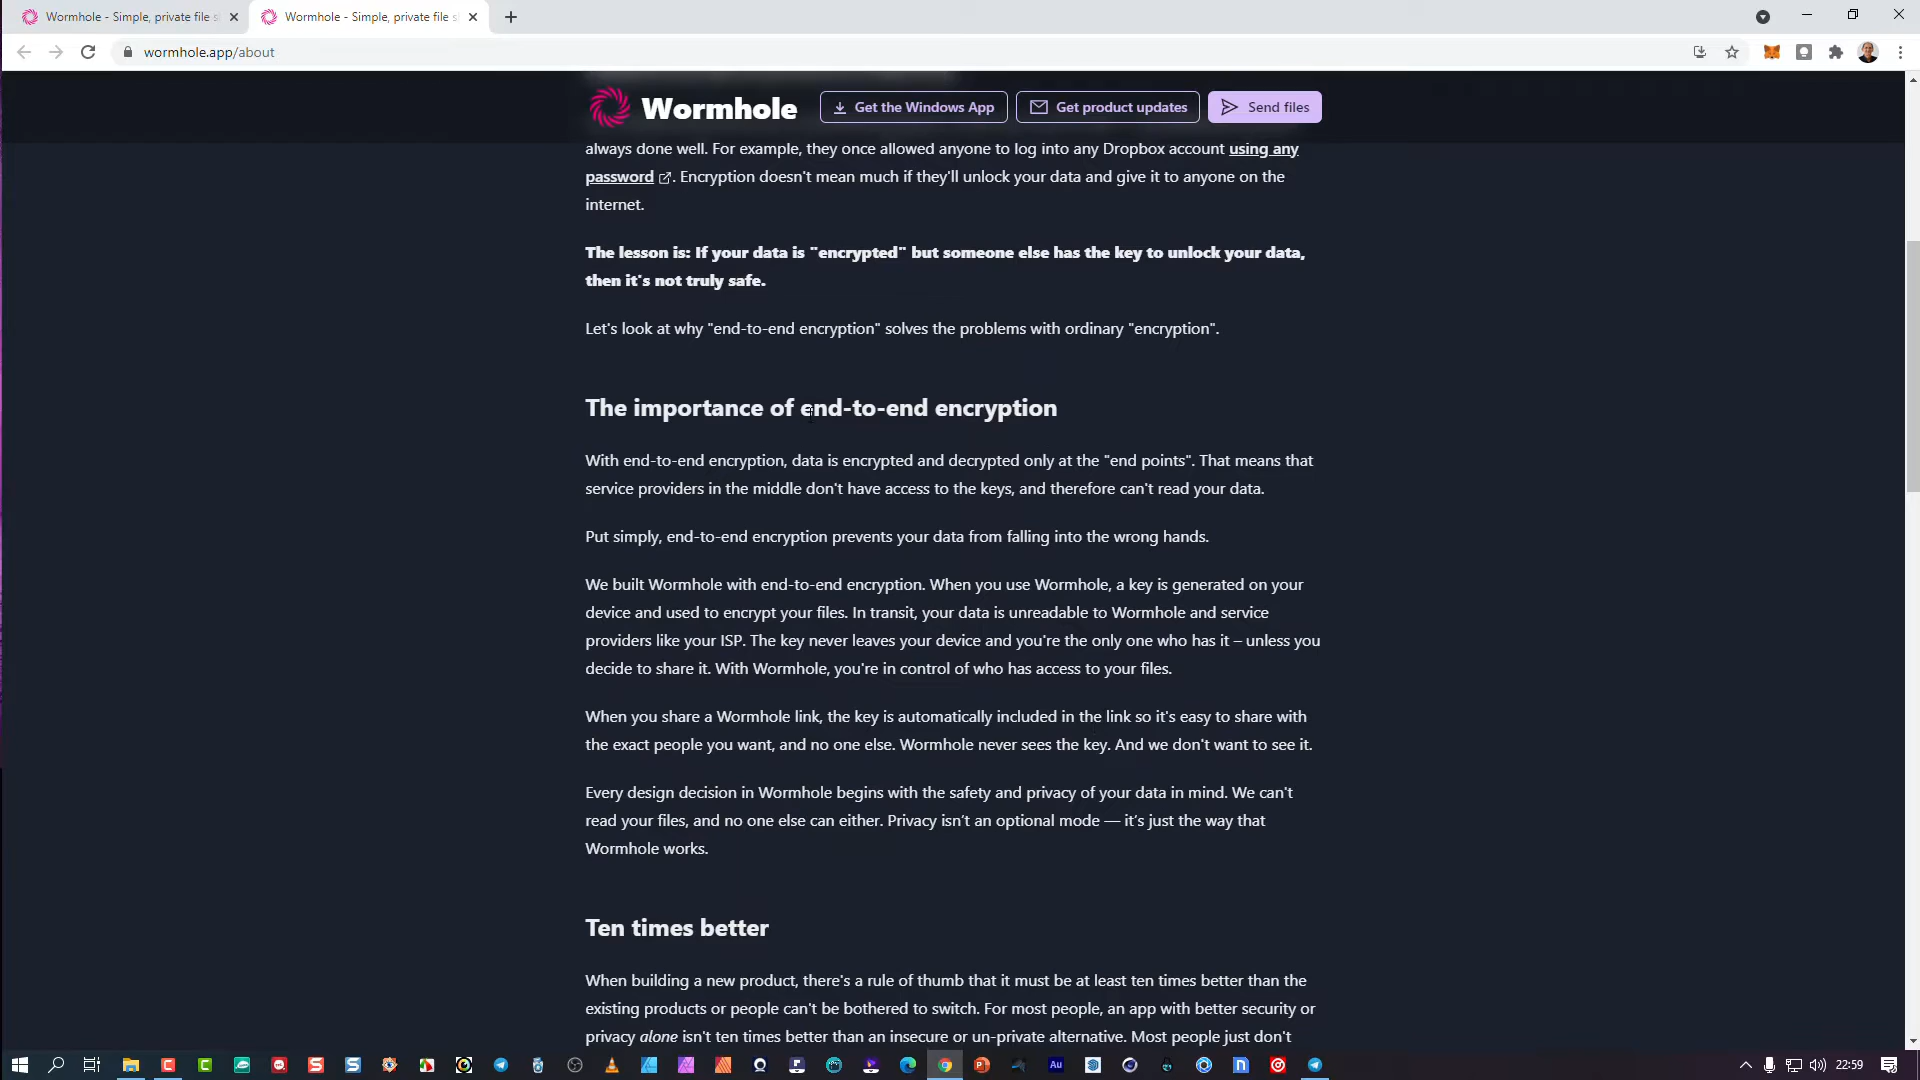 Wormhole - Simple, private file s
Wormhole - Simple, private file s
wormhole.app/about
Wormhole
Get the Windows App
Get product updates
Send files
always done well. For example, they once allowed anyone to log into any Dropbox account using any
password. Encryption doesn't mean much if they'll unlock your data and give it to anyone on the
internet.
The lesson is: If your data is "encrypted" but someone else has the key to unlock your data,
then it's not truly safe.
Let's look at why "end-to-end encryption" solves the problems with ordinary "encryption".
The importance of end-to-end encryption
With end-to-end encryption, data is encrypted and decrypted only at the "end points". That means that
service providers in the middle don't have access to the keys, and therefore can't read your data.
Put simply, end-to-end encryption prevents your data from falling into the wrong hands.
We built Wormhole with end-to-end encryption. When you use Wormhole, a key is generated on your
device and used to encrypt your files. In transit, your data is unreadable to Wormhole and service
providers like your ISP. The key never leaves your device and you're the only one who has it – unless you
decide to share it. With Wormhole, you're in control of who has access to your files.
When you share a Wormhole link, the key is automatically included in the link so it's easy to share with
the exact people you want, and no one else. Wormhole never sees the key. And we don't want to see it.
Every design decision in Wormhole begins with the safety and privacy of your data in mind. We can't
read your files, and no one else can either. Privacy isn’t an optional mode — it’s just the way that
Wormhole works.
Ten times better
When building a new product, there's a rule of thumb that it must be at least ten times better than the
existing products or people can't be bothered to switch. For most people, an app with better security or
privacy alone isn't ten times better than an insecure or un-private alternative. Most people just don't
Au
22:59